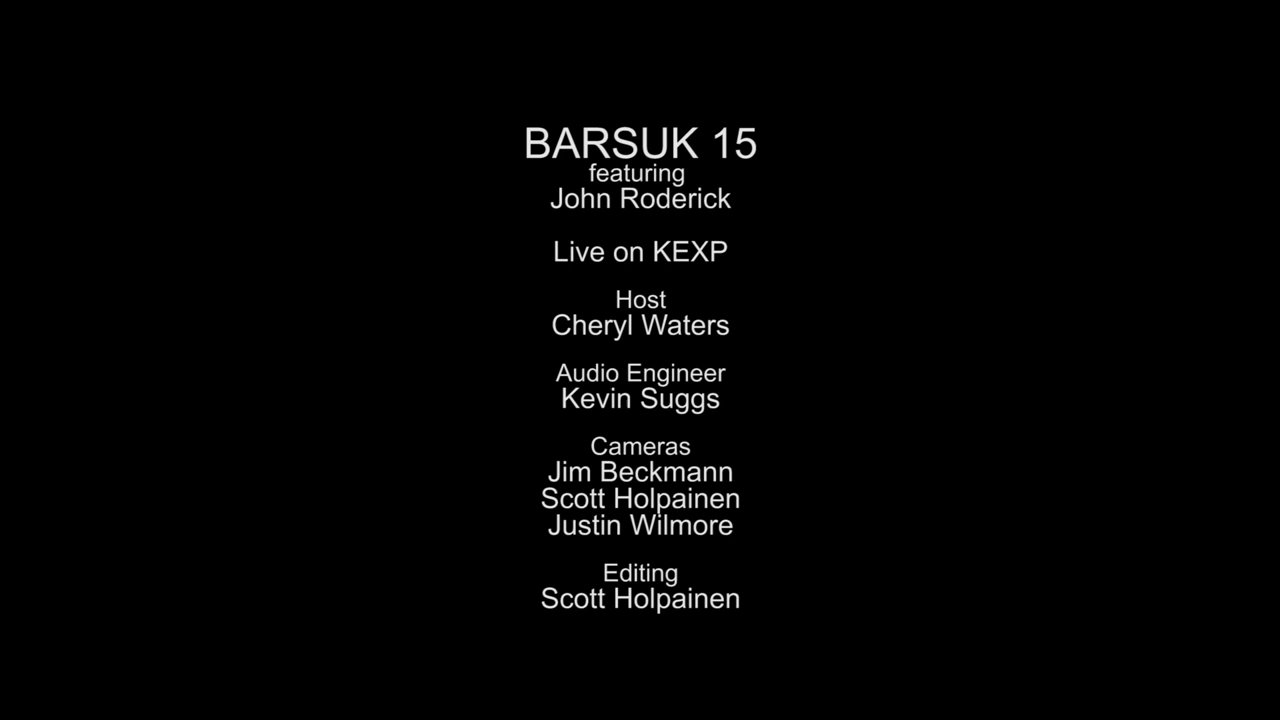 BARSUK 15
featuring
John Roderick
Live on KEXP
Host
Cheryl Waters
Audio Engineer
Kevin Suggs
Cameras
Jim Beckmann
Scott Holpainen
Justin Wilmore
Editing
Scott Holpainen